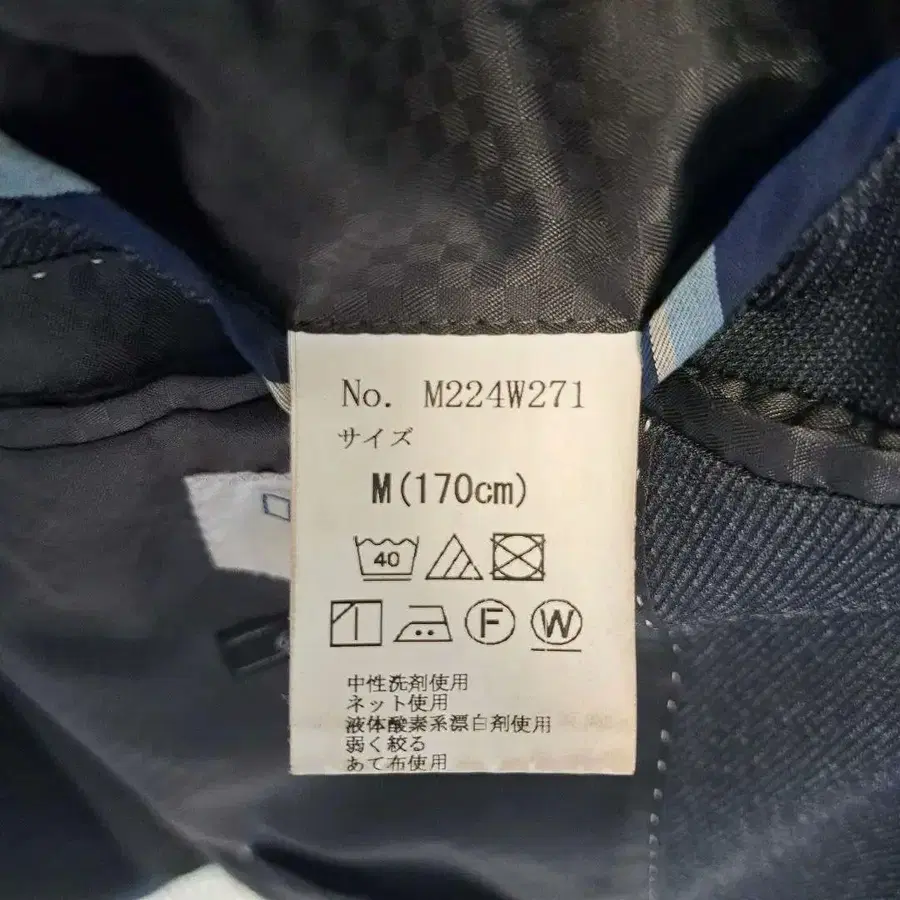 No. M224W271
サイズ
M(170cm)
40
F W
中性洗剤使用
ネット使用
液体酸素系漂白剤使用
弱く絞る
あて布使用